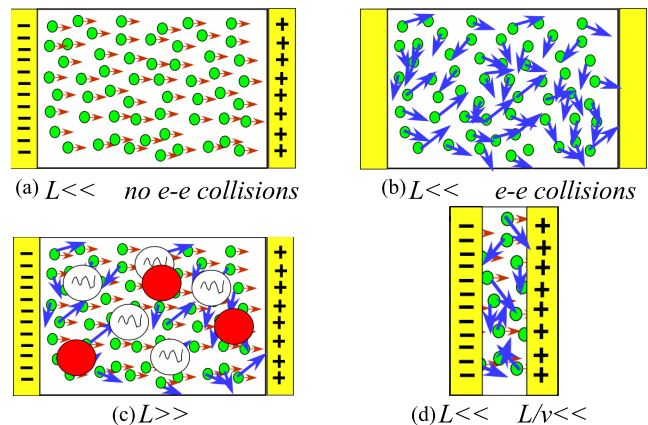 (a) L<< no e-e collisions
(b) L<< e-e collisions
(c) L>>
(d) L<< L/v<<